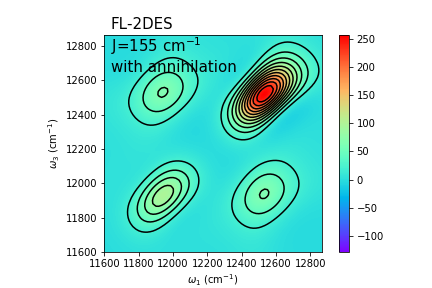 FL-2DES
J=155 cm⁻¹
with annihilation
12800
12600
12400
12200
12000
11800
11600
ω₃ (cm⁻¹)
11600 11800 12000 12200 12400 12600 12800
ω₁ (cm⁻¹)
250
200
150
100
50
0
−50
−100